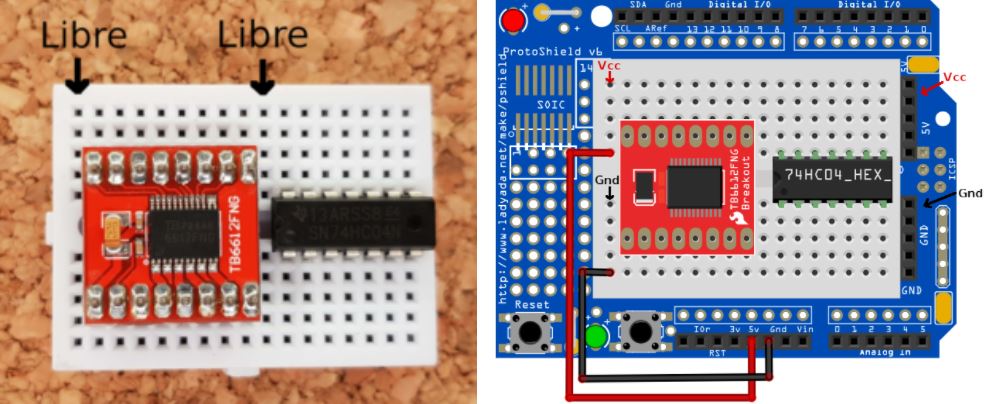 Libre
Libre
TB6612FNG
SN74HC04N
SDA
Gnd
Digital I/O
Digital I/O
SCL
ARef
13
12
11
10
9
8
7
6
5
4
3
2
1
0
ProtoShield v6
14
Vcc
5V
Vcc
SOIC
5V
1
ICSP
http://www.ladyada.net/make/pshield
Gnd
TB6612FNG
Breakout
74HC04_HEX_
Gnd
GND
GND
Reset
IOr
3v
5v
Gnd
Vin
0
1
2
3
4
5
RST
Analog In